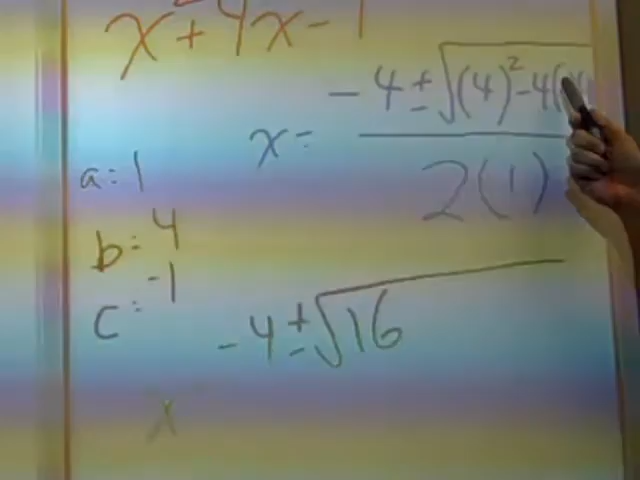 x² + 4x - 1
x = -4 ± √(4)² - 4(
2(1)
a = 1
b = 4
c = -1
-4 ± √16
x